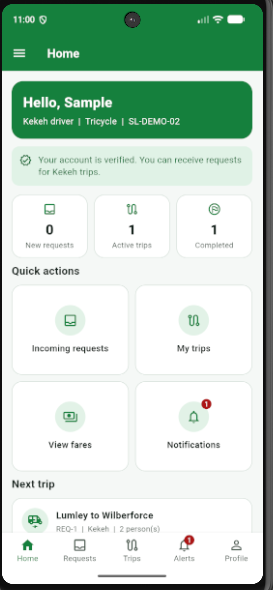 11:00
Home
Hello, Sample
Kekeh driver | Tricycle | SL-DEMO-02
Your account is verified. You can receive requests
for Kekeh trips.
0
New requests
1
Active trips
1
Completed
Quick actions
Incoming requests
My trips
View fares
1
Notifications
Next trip
Lumley to Wilberforce
REQ-1 | Kekeh | 2 person(s)
Home
Requests
Trips
1
Alerts
Profile